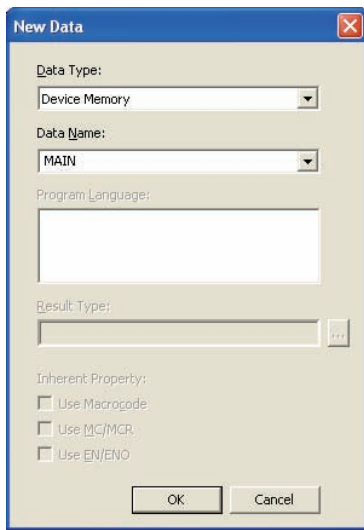 New Data
Data Type:
Device Memory
Data Name:
MAIN
Program Language:
Result Type:
...
Inherent Property:
Use Macrocode
Use MC/MCR
Use EN/ENO
OK
Cancel